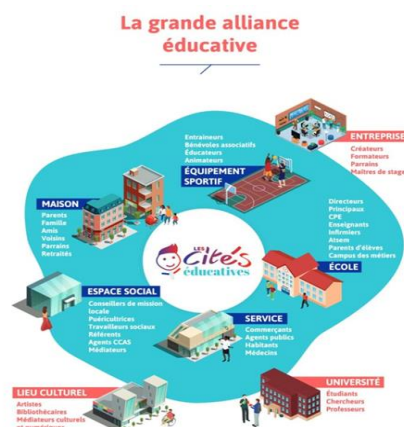 La grande alliance
éducative
Entraineurs
Bénévoles associatifs
Éducateurs
Animateurs
ÉQUIPEMENT
SPORTIF
ENTREPRISE
Créateurs
Formateurs
Parrains
Maîtres de stage
MAISON
Parents
Famille
Amis
Voisins
Parrains
Retraités
Directeurs
Principaux
CPE
Enseignants
Infirmiers
Atsem
Parents d'élèves
Campus des métiers
ÉCOLE
LES
Cités
éducatives
ESPACE SOCIAL
Conseillers de mission
locale
Puéricultrices
Travailleurs sociaux
Référents
Agents CCAS
Médiateurs
SERVICE
Commerçants
Agents publics
Habitants
Médecins
LIEU CULTUREL
Artistes
Bibliothécaires
Médiateurs culturels
UNIVERSITÉ
Étudiants
Chercheurs
Professeurs